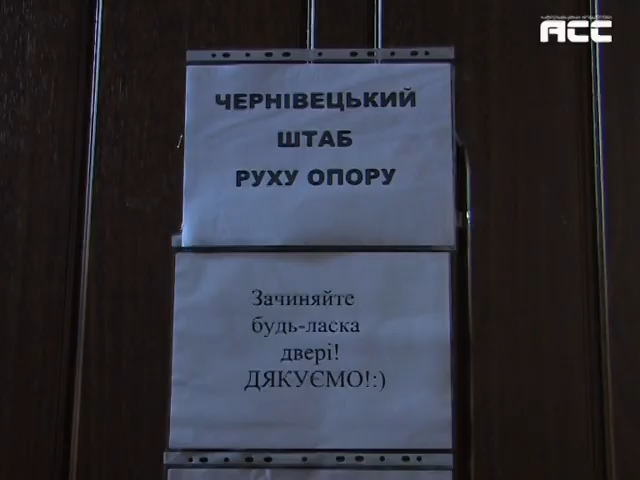 АСС
ЧЕРНІВЕЦЬКИЙ
ШТАБ
РУХУ ОПОРУ
Зачиняйте
будь-ласка
двері!
ДЯКУЄМО!:)